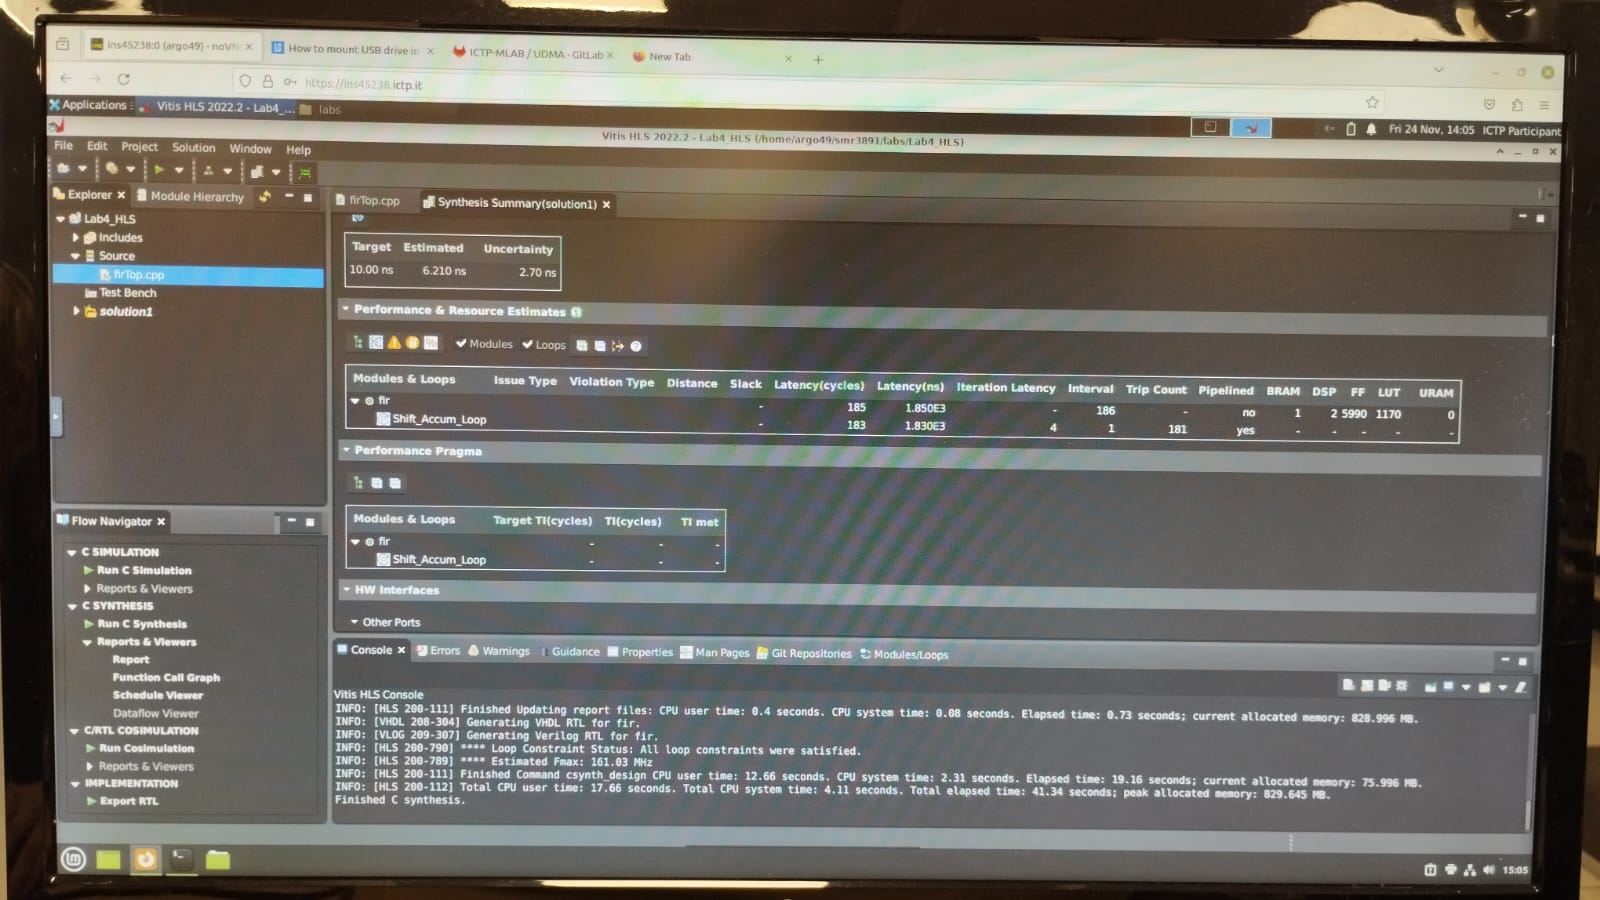 ins45238:0 (argo49) - noVN
How to mount USB drive in
ICTP-MLAB / UDMA · GitLab
New Tab
https://ins45238.ictp.it
Applications
Vitis HLS 2022.2 - Lab4_...
labs
Vitis HLS 2022.2 - Lab4_HLS (/home/argo49/smr3891/labs/Lab4_HLS)
Fri 24 Nov, 14:05 ICTP Participant
File Edit Project Solution Window Help
Explorer Module Hierarchy
Lab4_HLS
Includes
Source
firTop.cpp
Test Bench
solution1
firTop.cpp Synthesis Summary(solution1)
Target Estimated Uncertainty
10.00 ns 6.210 ns 2.70 ns
Performance & Resource Estimates
Modules Loops
Modules & Loops Issue Type Violation Type Distance Slack Latency(cycles) Latency(ns) Iteration Latency Interval Trip Count Pipelined BRAM DSP FF LUT URAM
fir - 185 1.850E3 - 186 - no 1 2 5990 1170 0
Shift_Accum_Loop - 183 1.830E3 4 1 181 yes - - - - -
Performance Pragma
Modules & Loops Target TI(cycles) TI(cycles) TI met
fir - - -
Shift_Accum_Loop - - -
HW Interfaces
Other Ports
Flow Navigator
C SIMULATION
Run C Simulation
Reports & Viewers
C SYNTHESIS
Run C Synthesis
Reports & Viewers
Report
Function Call Graph
Schedule Viewer
Dataflow Viewer
C/RTL COSIMULATION
Run Cosimulation
Reports & Viewers
IMPLEMENTATION
Export RTL
Console Errors Warnings Guidance Properties Man Pages Git Repositories Modules/Loops
Vitis HLS Console
INFO: [HLS 200-111] Finished Updating report files: CPU user time: 0.4 seconds. CPU system time: 0.08 seconds. Elapsed time: 0.73 seconds; current allocated memory: 828.996 MB.
INFO: [VHDL 208-304] Generating VHDL RTL for fir.
INFO: [VLOG 209-307] Generating Verilog RTL for fir.
INFO: [HLS 200-790] **** Loop Constraint Status: All loop constraints were satisfied.
INFO: [HLS 200-789] **** Estimated Fmax: 161.03 MHz
INFO: [HLS 200-111] Finished Command csynth_design CPU user time: 12.66 seconds. CPU system time: 2.31 seconds. Elapsed time: 19.16 seconds; current allocated memory: 75.996 MB.
INFO: [HLS 200-112] Total CPU user time: 17.66 seconds. Total CPU system time: 4.11 seconds. Total elapsed time: 41.34 seconds; peak allocated memory: 829.645 MB.
Finished C synthesis.
15:05